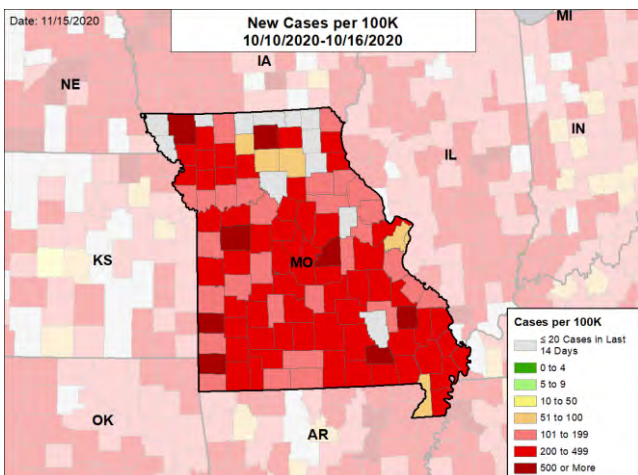 Date: 11/15/2020
New Cases per 100K
10/10/2020-10/16/2020
MI
IA
NE
IL
IN
KS
MO
OK
AR
Cases per 100K
≤ 20 Cases in Last
14 Days
0 to 4
5 to 9
10 to 50
51 to 100
101 to 199
200 to 499
500 or More